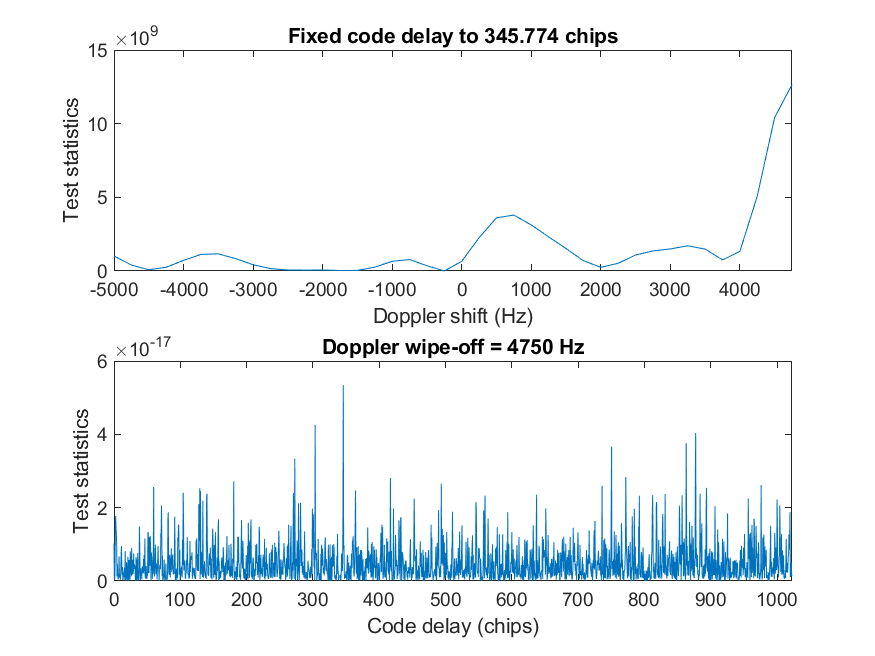 ×10^9
Fixed code delay to 345.774 chips
15
10
5
0
Test statistics
-5000 -4000 -3000 -2000 -1000 0 1000 2000 3000 4000
Doppler shift (Hz)
×10^-17
Doppler wipe-off = 4750 Hz
6
4
2
0
Test statistics
0 100 200 300 400 500 600 700 800 900 1000
Code delay (chips)